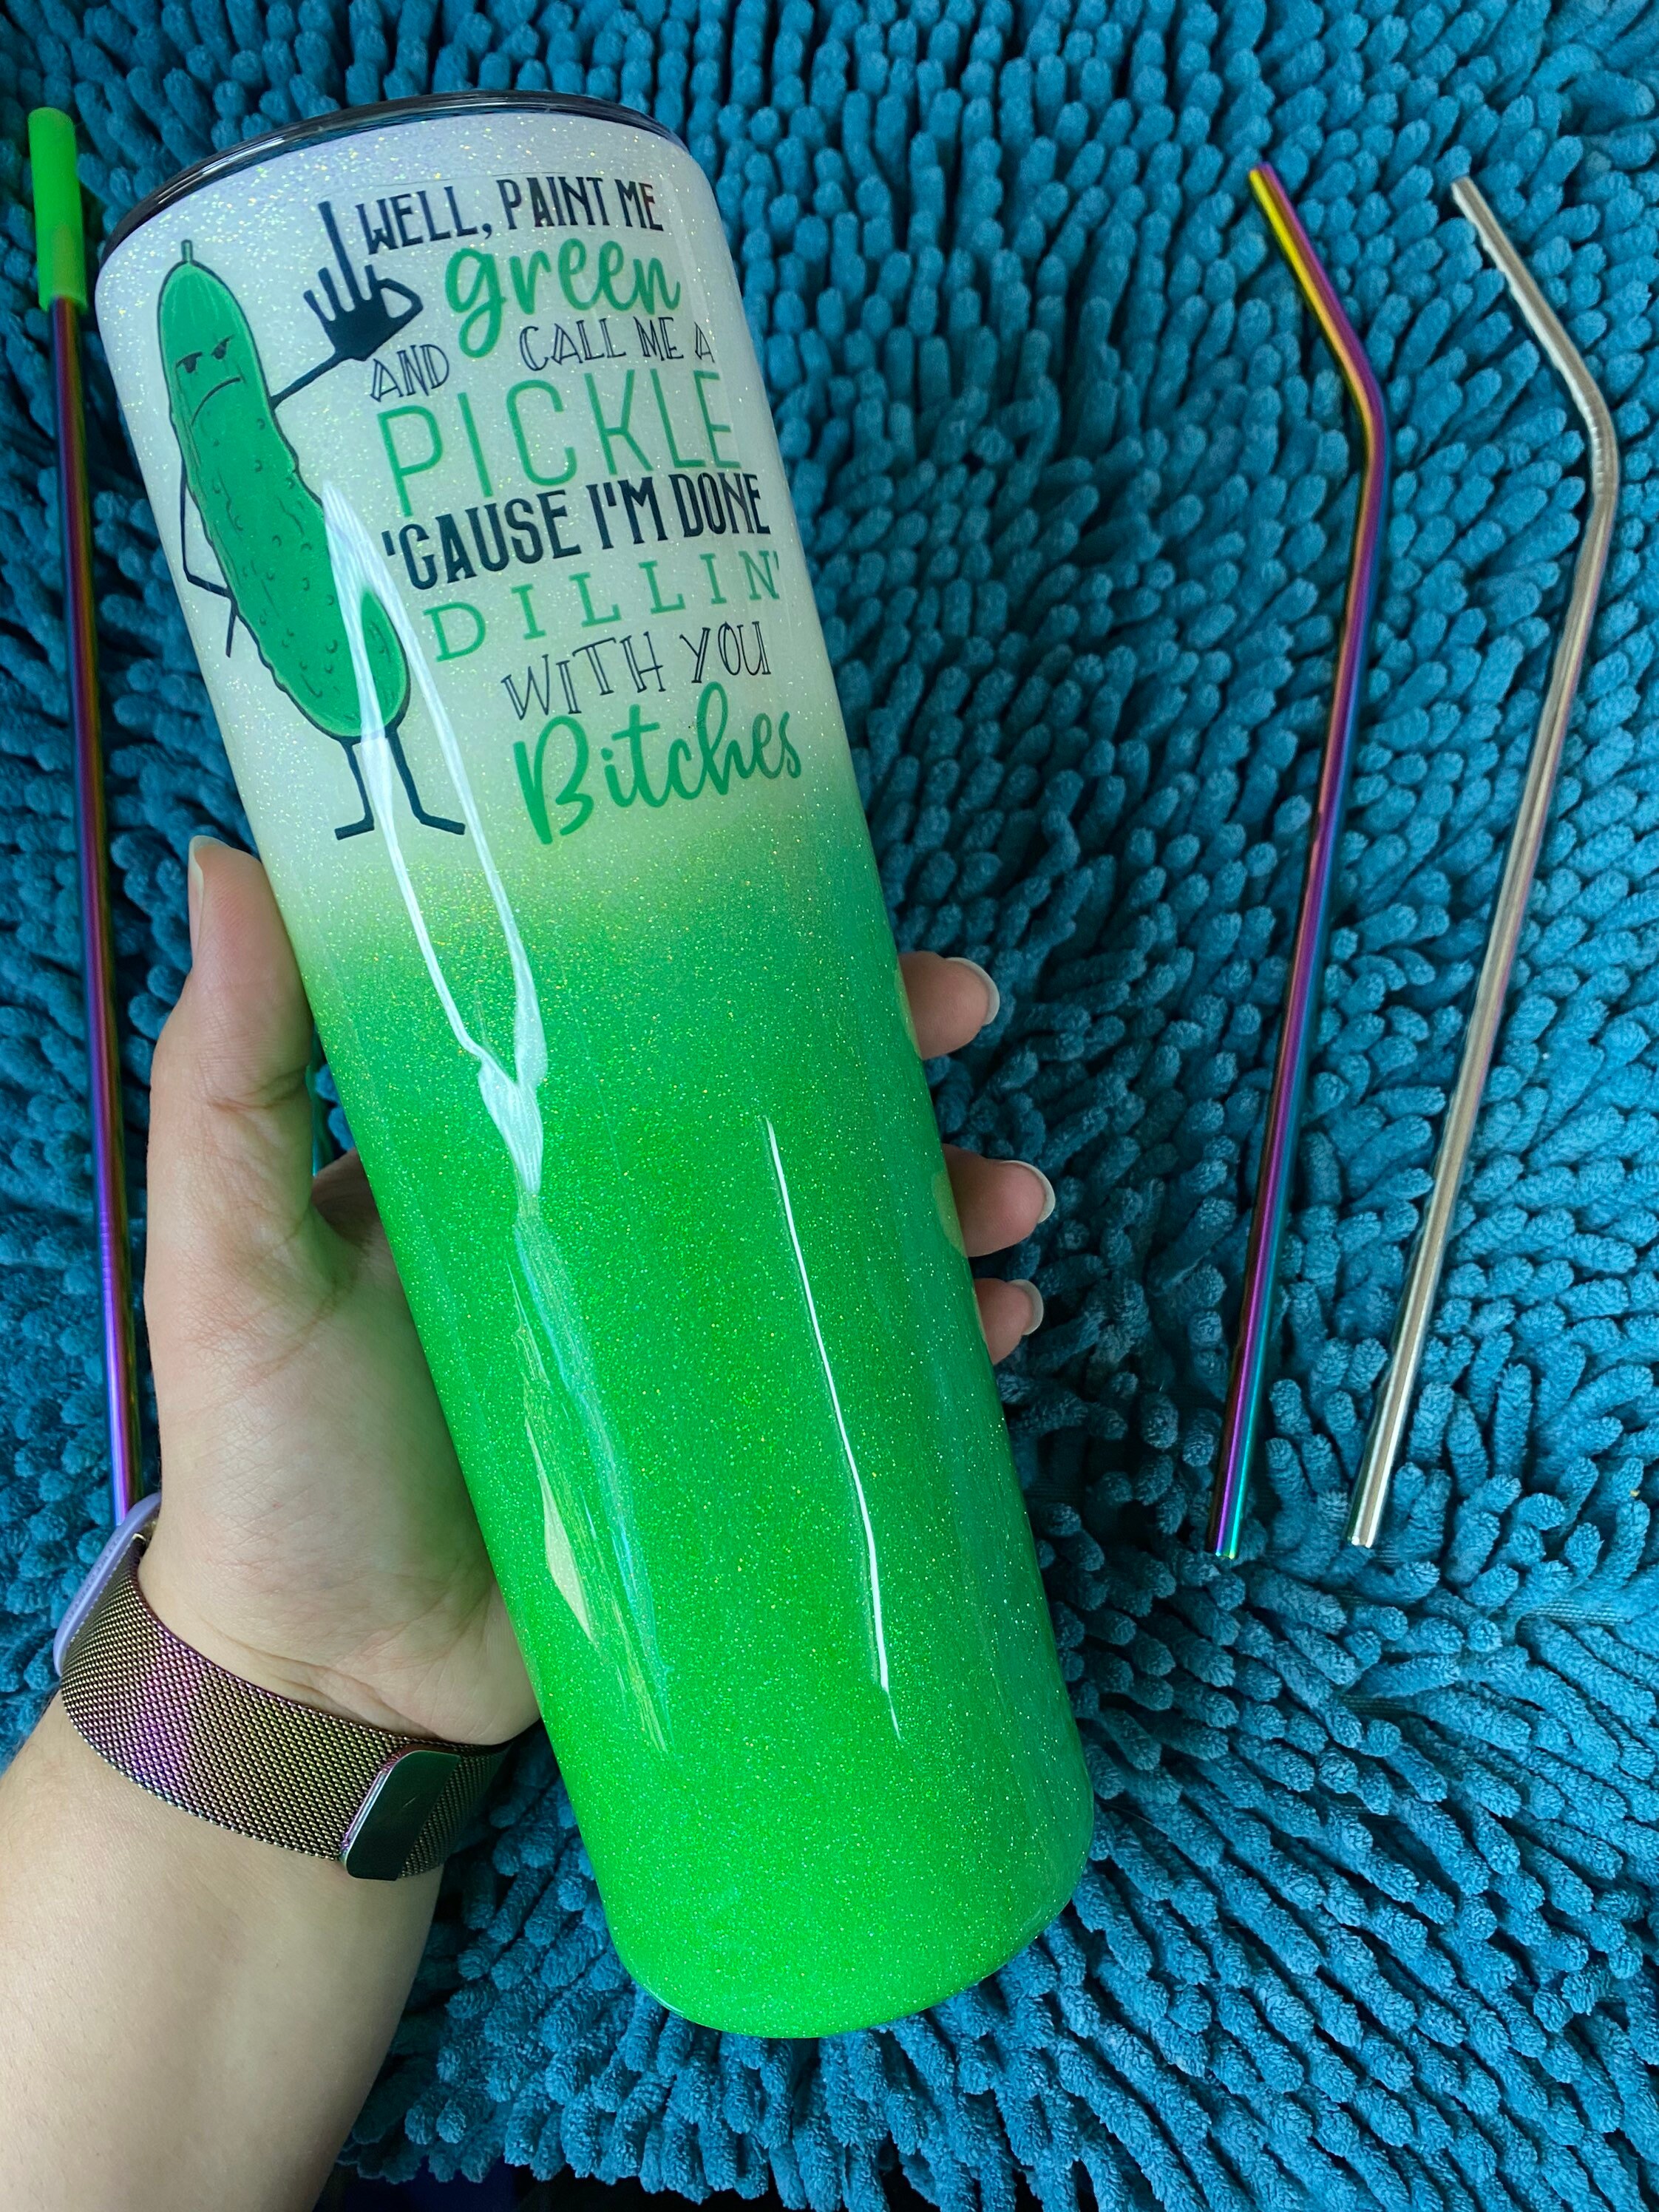 WELL, PAINT ME
green
AND CALL ME A
PICKLE
'CAUSE I'M DONE
DILLIN'
WITH YOU
Bitches